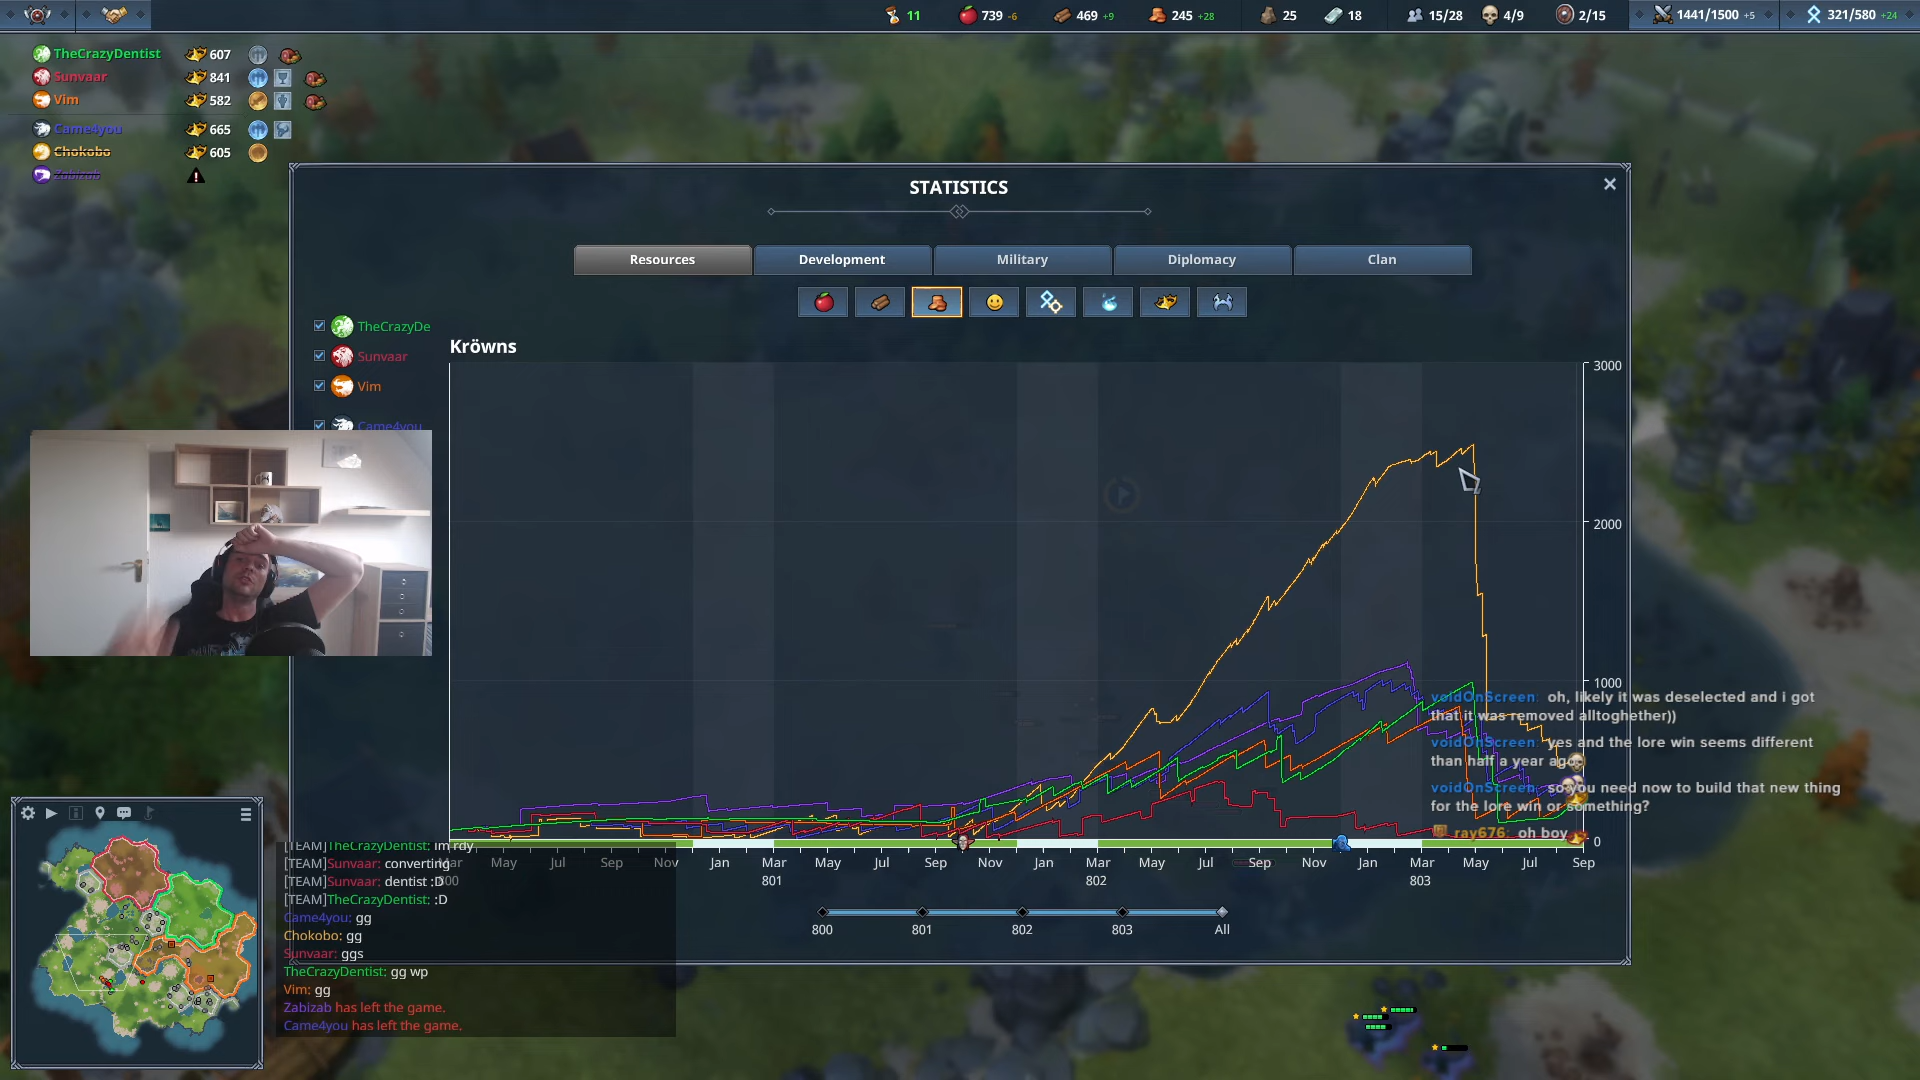 11 739 -6 469 +9 245 +28 25 18 15/28 4/9 2/15 1441/1500 +5 321/580 +24
TheCrazyDentist 607
Sunvaar 841
Vim 582
Came4you 665
Chokobo 605
Zabizab
STATISTICS
Resources Development Military Diplomacy Clan
TheCrazyDe
Sunvaar
Vim
Came4you
Kröwns
3000
2000
1000
0
voidOnScreen: oh, likely it was deselected and i got
that it was removed alltoghether))
voidOnScreen: yes and the lore win seems different
than half a year ago
voidOnScreen: so you need now to build that new thing
for the lore win or something?
ray676: oh boy
Mar May Jul Sep Nov Jan Mar May Jul Sep Nov Jan Mar May Jul Sep Nov Jan Mar May Jul Sep
800 801 802 803
800 801 802 803 All
[TEAM]TheCrazyDentist: im rdy
[TEAM]Sunvaar: converting
[TEAM]Sunvaar: dentist :D
[TEAM]TheCrazyDentist: :D
Came4you: gg
Chokobo: gg
Sunvaar: ggs
TheCrazyDentist: gg wp
Vim: gg
Zabizab has left the game.
Came4you has left the game.